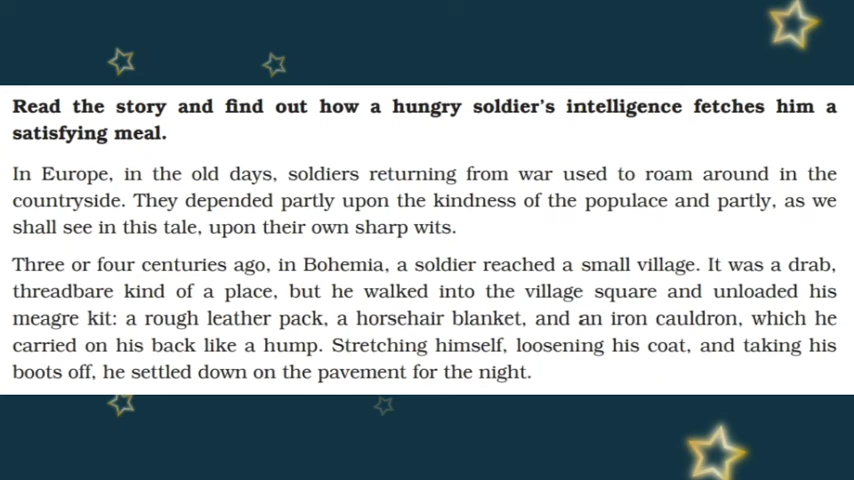 Read the story and find out how a hungry soldier's intelligence fetches him a
satisfying meal.
In Europe, in the old days, soldiers returning from war used to roam around in the
countryside. They depended partly upon the kindness of the populace and partly, as we
shall see in this tale, upon their own sharp wits.
Three or four centuries ago, in Bohemia, a soldier reached a small village. It was a drab,
threadbare kind of a place, but he walked into the village square and unloaded his
meagre kit: a rough leather pack, a horsehair blanket, and an iron cauldron, which he
carried on his back like a hump. Stretching himself, loosening his coat, and taking his
boots off, he settled down on the pavement for the night.